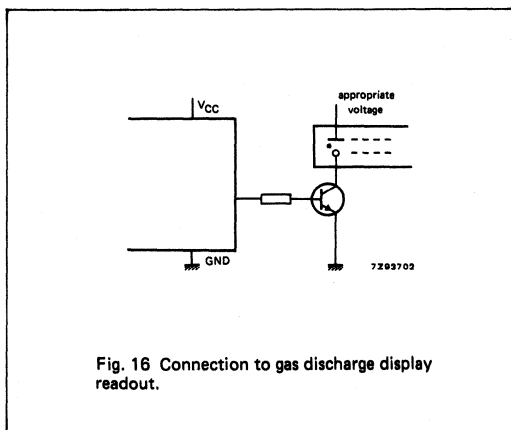 VCC
appropriate
voltage
GND
7Z93702
Fig. 16 Connection to gas discharge display
readout.